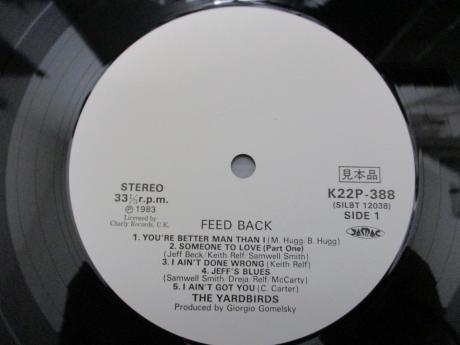 見本品
STEREO
33⅓r.p.m.
Ⓟ1983
Licensed by
Charly Records, U.K.
K22P-388
(SILBT 12038)
SIDE 1
FEED BACK
1. YOU'RE BETTER MAN THAN I (M. Hugg. B. Hugg)
2. SOMEONE TO LOVE (Part One)
(Jeff Beck/Keith Relf, Samwell Smith)
3. I AIN'T DONE WRONG (Keith Relf)
4. JEFF'S BLUES
(Samwell Smith/Dreja/Relf, McCarty)
5. I AIN'T GOT YOU (C. Carter)
THE YARDBIRDS
Produced by Giorgio Gomelsky